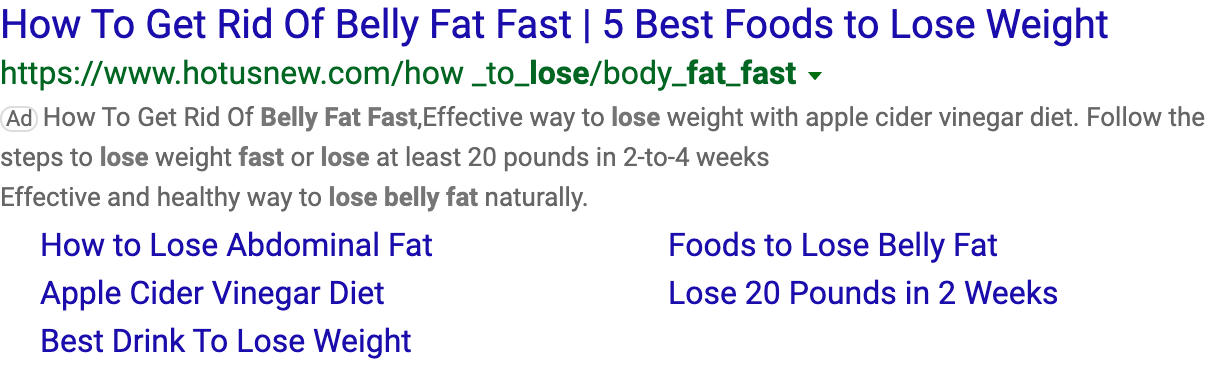 How To Get Rid Of Belly Fat Fast | 5 Best Foods to Lose Weight
https://www.hotusnew.com/how _to_lose/body_fat_fast
Ad How To Get Rid Of Belly Fat Fast,Effective way to lose weight with apple cider vinegar diet. Follow the
steps to lose weight fast or lose at least 20 pounds in 2-to-4 weeks
Effective and healthy way to lose belly fat naturally.
How to Lose Abdominal Fat
Foods to Lose Belly Fat
Apple Cider Vinegar Diet
Lose 20 Pounds in 2 Weeks
Best Drink To Lose Weight